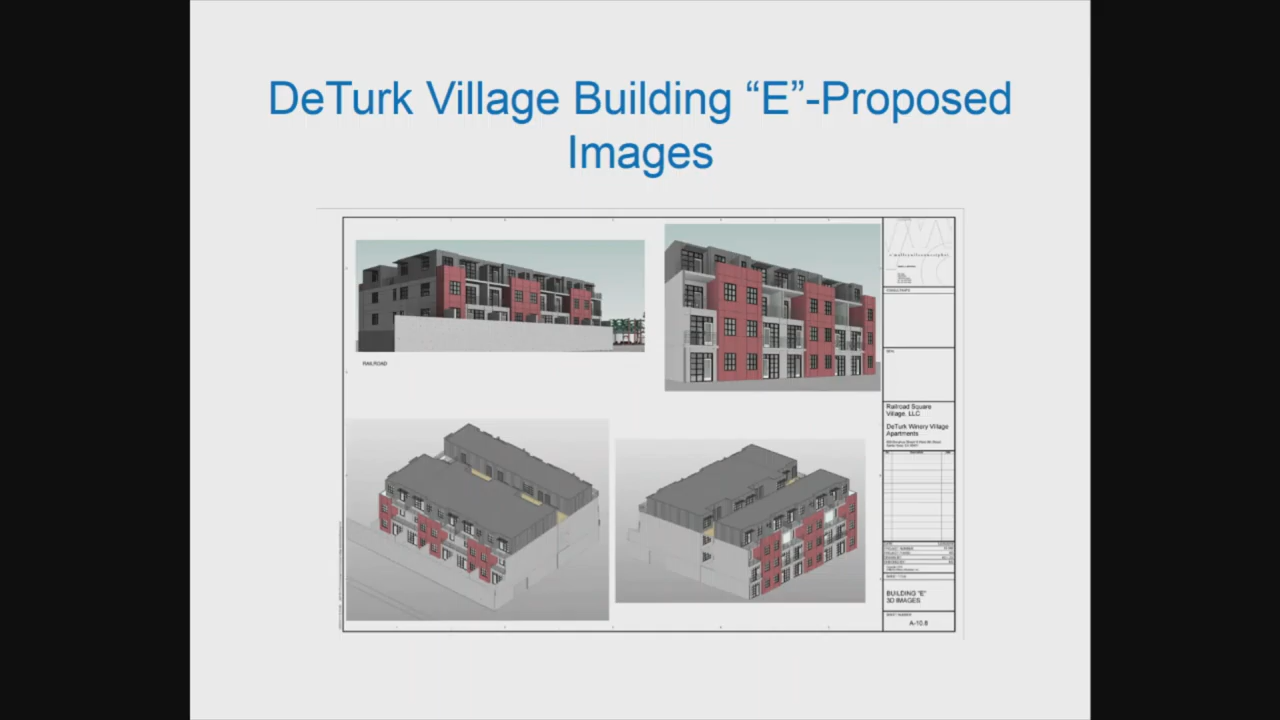 DeTurk Village Building “E”-Proposed
Images
RAILROAD
Railroad Square
Village, LLC
DeTurk Winery Village
Apartments
BUILDING "E"
3D IMAGES
A-10.8